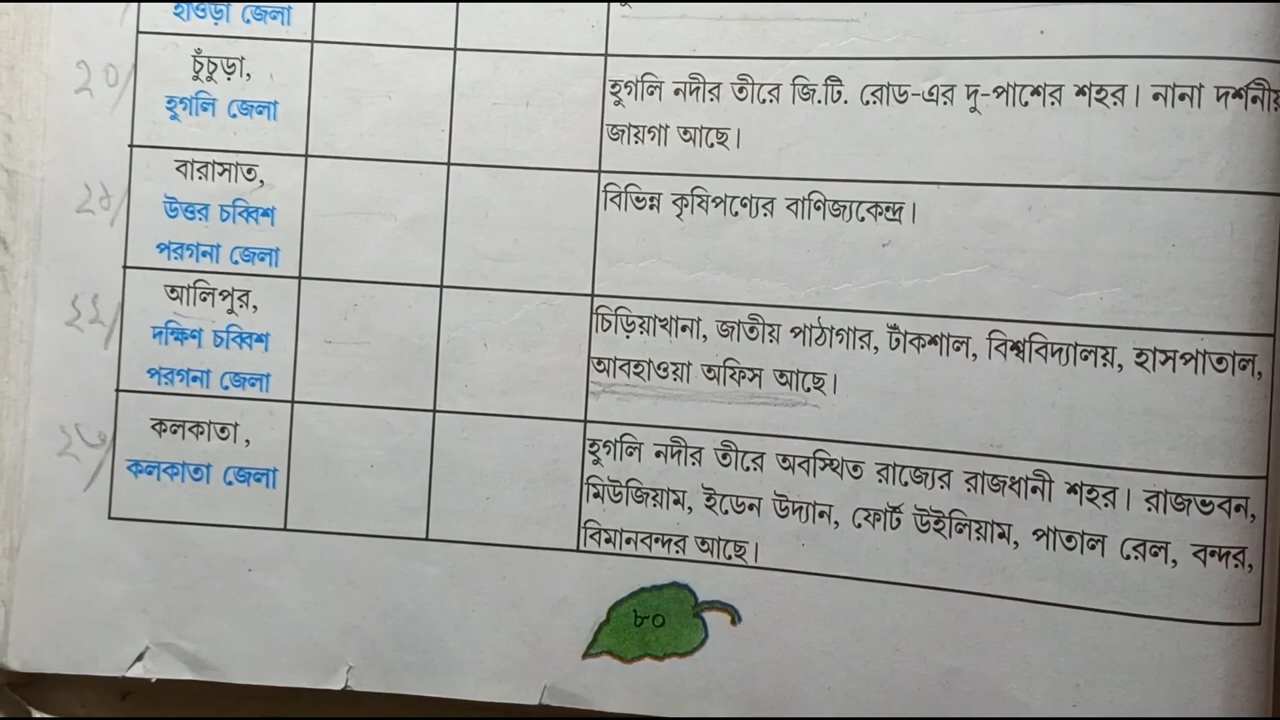 হাওড়া জেলা
২০/
চুঁচুড়া,
হুগলি জেলা
হুগলি নদীর তীরে জি.টি. রোড-এর দু-পাশের শহর। নানা দর্শনীয়
জায়গা আছে।
২১/
বারাসাত,
উত্তর চব্বিশ
পরগনা জেলা
বিভিন্ন কৃষিপণ্যের বাণিজ্যকেন্দ্র।
২২/
আলিপুর,
দক্ষিণ চব্বিশ
পরগনা জেলা
চিড়িয়াখানা, জাতীয় পাঠাগার, টাঁকশাল, বিশ্ববিদ্যালয়, হাসপাতাল,
আবহাওয়া অফিস আছে।
২৩/
কলকাতা,
কলকাতা জেলা
হুগলি নদীর তীরে অবস্থিত রাজ্যের রাজধানী শহর। রাজভবন,
মিউজিয়াম, ইডেন উদ্যান, ফোর্ট উইলিয়াম, পাতাল রেল, বন্দর,
বিমানবন্দর আছে।
৮০